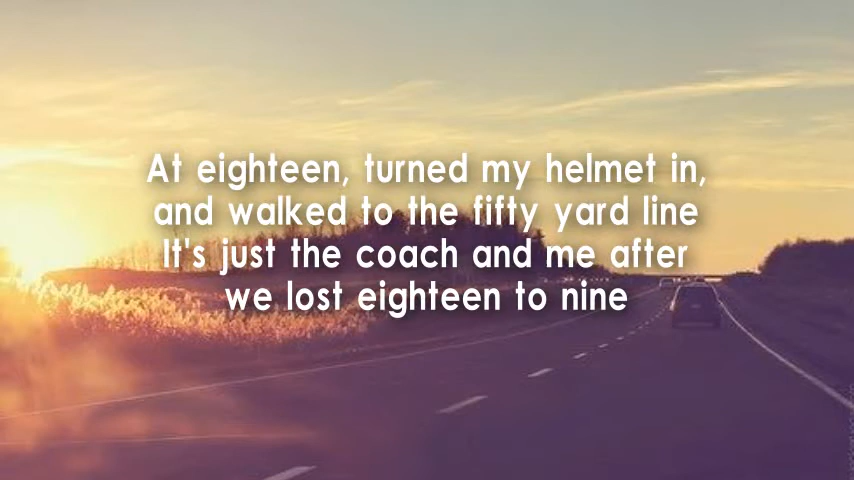 At eighteen, turned my helmet in,
and walked to the fifty yard line
It's just the coach and me after
we lost eighteen to nine